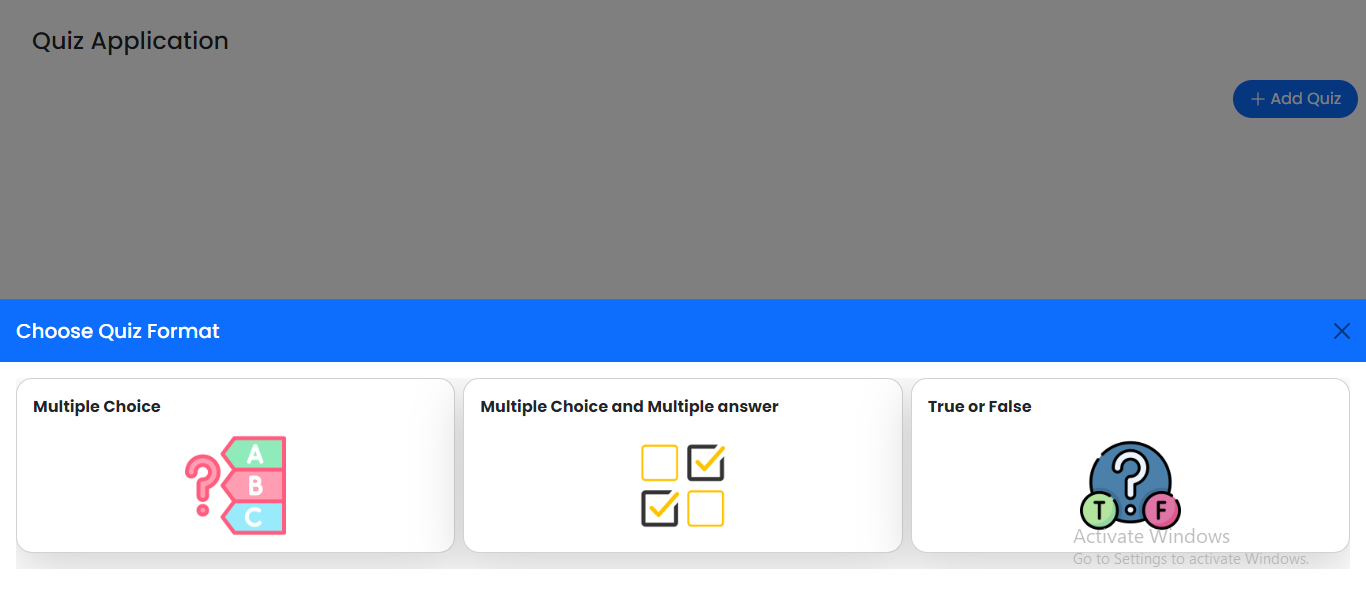 Quiz Application
+ Add Quiz
Choose Quiz Format
Multiple Choice
Multiple Choice and Multiple answer
True or False
A
B
C
?
?
T
F
Activate Windows
Go to Settings to activate Windows.